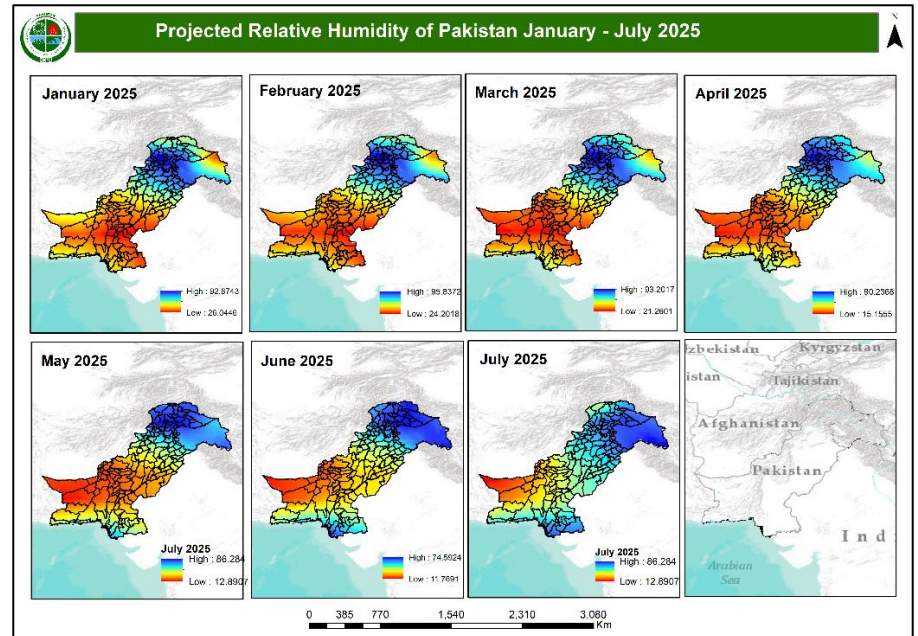 Projected Relative Humidity of Pakistan January - July 2025
N
January 2025
High : 92.8743
Low : 26.0446
February 2025
High : 95.8372
Low : 24.2018
March 2025
High : 93.2017
Low : 21.2601
April 2025
High : 90.2368
Low : 15.1555
May 2025
July 2025
High : 86.284
Low : 12.8907
June 2025
High : 74.5924
Low : 11.7691
July 2025
July 2025
High : 86.284
Low : 12.8907
Kyrgyzstan
zbekistan
istan
Tajikistan
Afghanistan
Pakistan
Ind
Arabian
Sea
0 385 770 1,540 2,310 3,080
Km